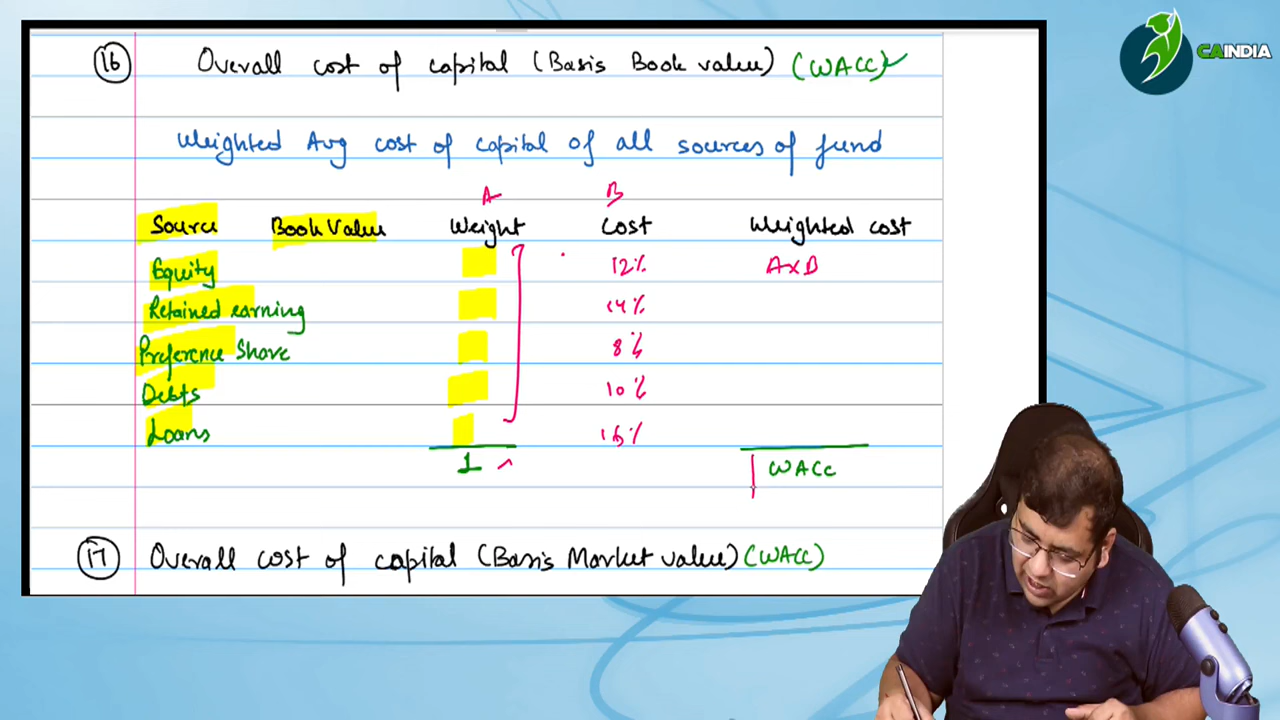 CAINDIA
16 Overall cost of capital (Basis Book value) (WACC)
Weighted Avg cost of capital of all sources of fund
A B
Source Book Value Weight Cost Weighted cost
Equity 12% A×B
Retained earning 14%
Preference Share 8%
Debts 10%
Loans 16%
1 WACC
17 Overall cost of capital (Basis Market value) (WACC)